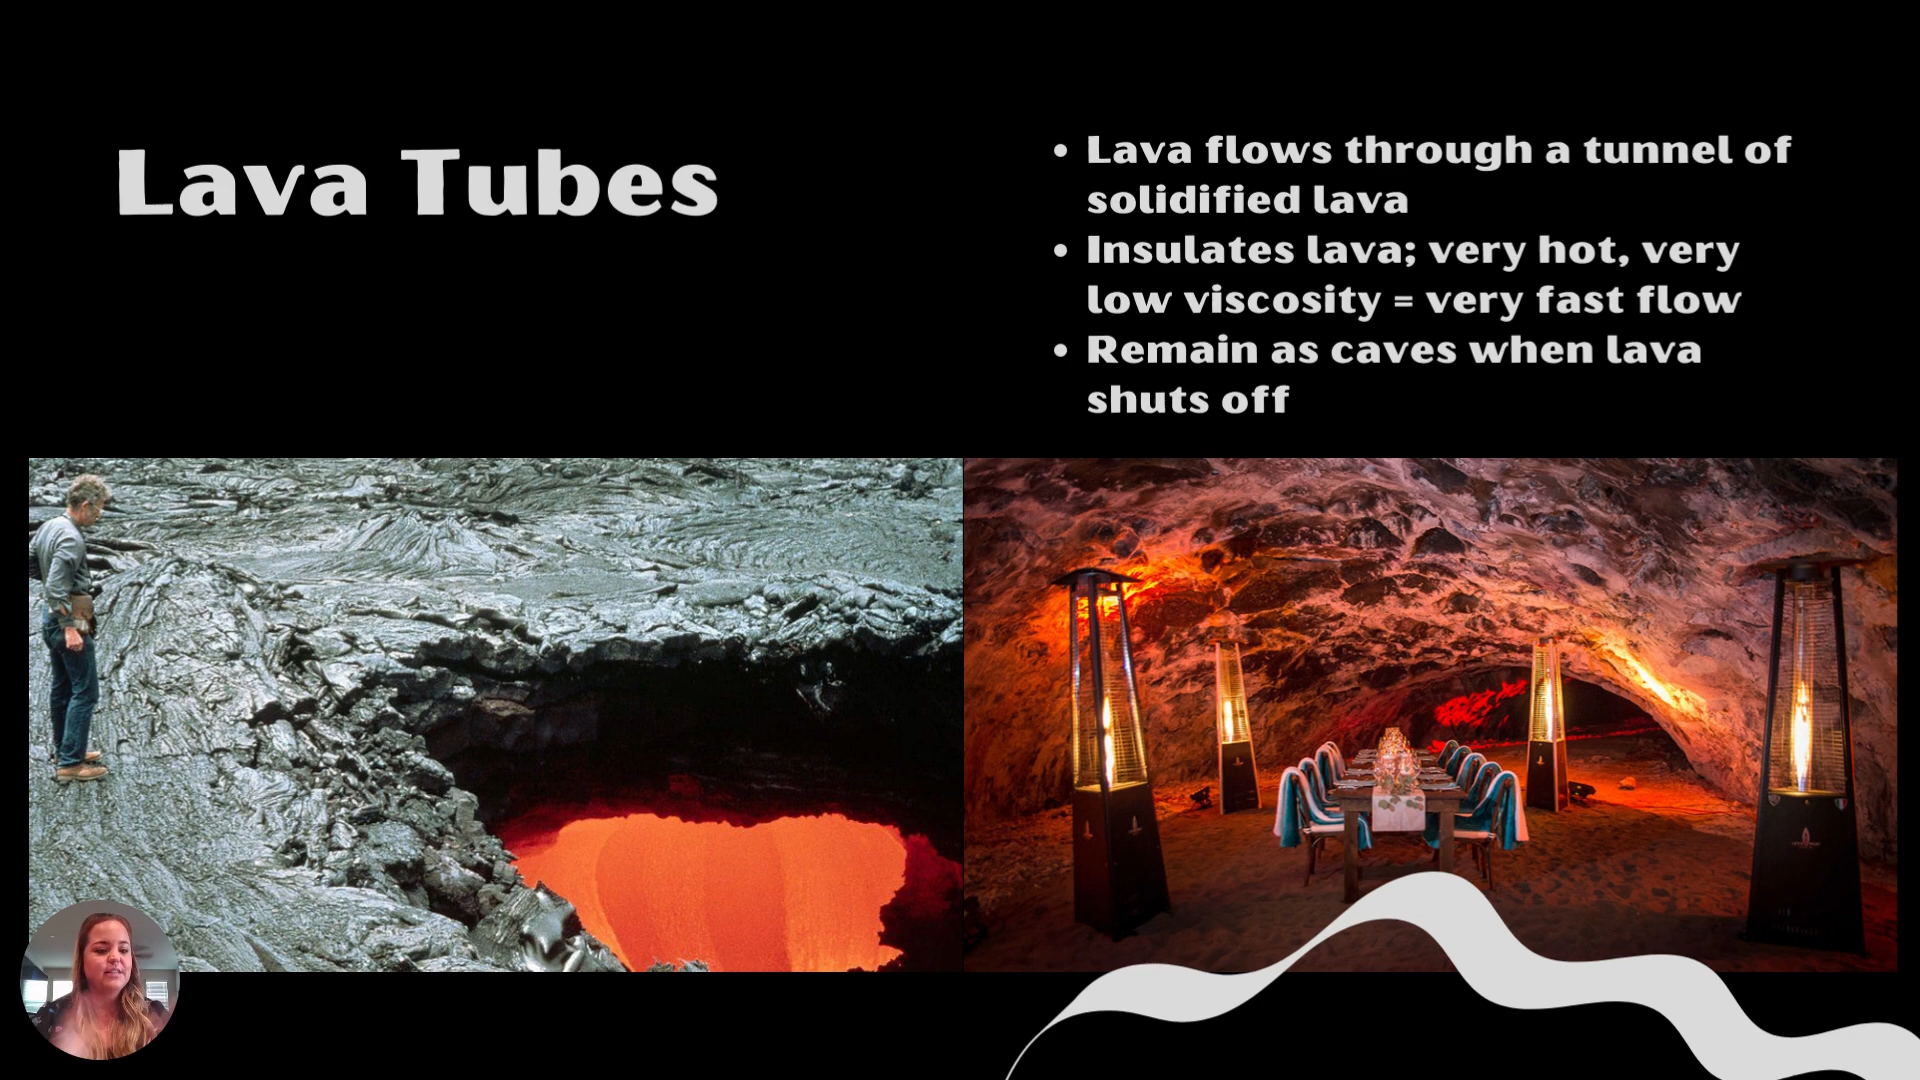 Lava Tubes
• Lava flows through a tunnel of
solidified lava
• Insulates lava; very hot, very
low viscosity = very fast flow
• Remain as caves when lava
shuts off